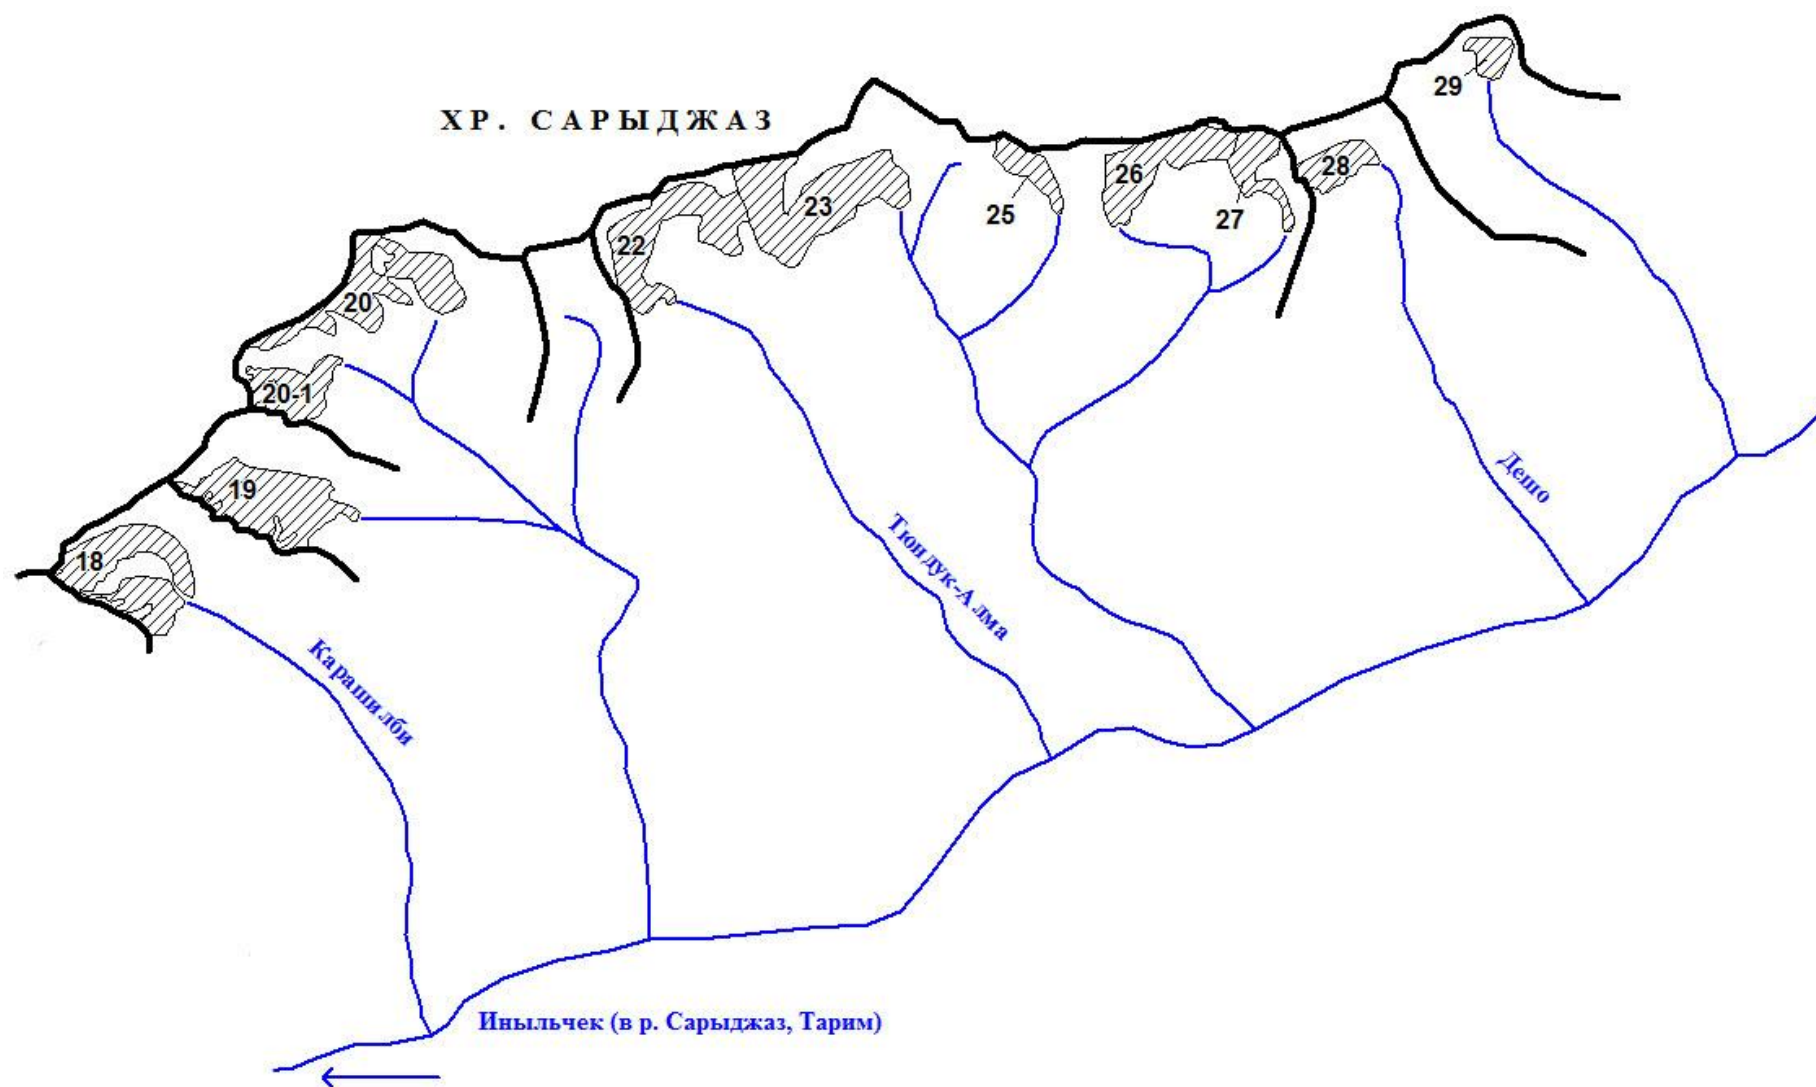 29
ХР. САРЫДЖАЗ
28
26
23
25
27
22
20
20-1
19
Дешо
18
Тюндук-Алма
Карашилби
Иныльчек (в р. Сарыджаз, Тарим)